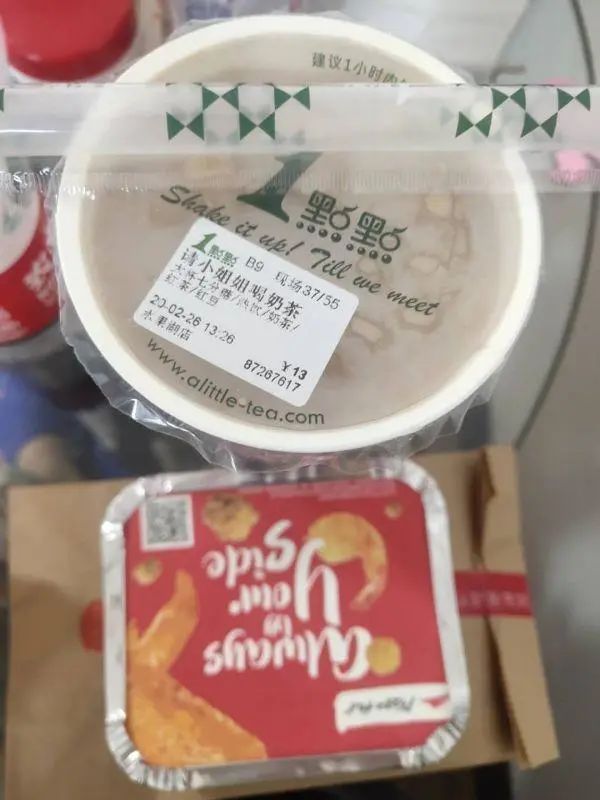 建议1小时内
1點點
Shake it up! Till we meet
1點點 B9 现场37/55
请小姐姐喝奶茶
大杯七分糖/热饮/奶茶/
红茶/红豆
¥13
20-02-26 13:26
87267617
水果湖店
www.alittle-tea.com
Always
by
Your
Side
Pizza Hut